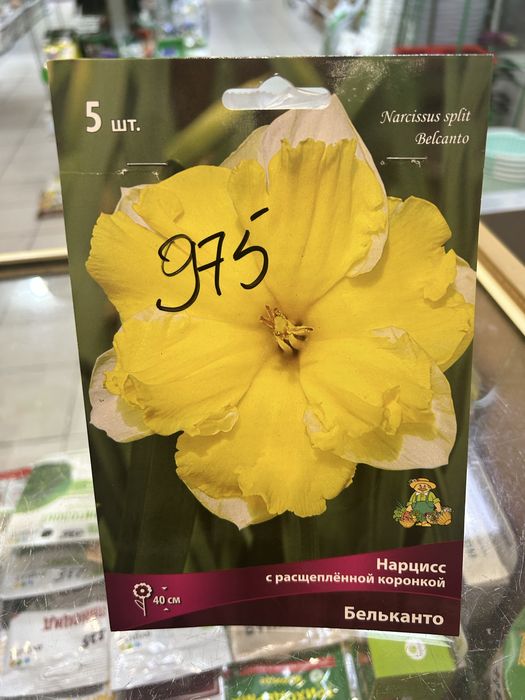 5 шт.
Narcissus split
Belcanto
975
Нарцисс
с расщеплённой коронкой
40 см
Бельканто